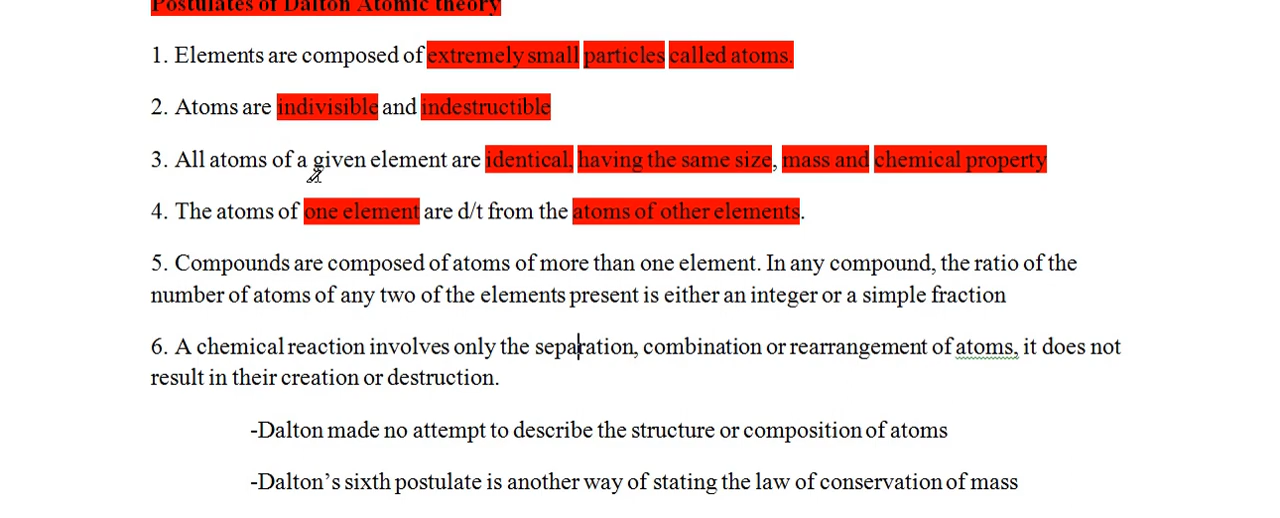 Postulates of Dalton Atomic theory
1. Elements are composed of extremely small particles called atoms.
2. Atoms are indivisible and indestructible
3. All atoms of a given element are identical, having the same size, mass and chemical property
4. The atoms of one element are d/t from the atoms of other elements.
5. Compounds are composed of atoms of more than one element. In any compound, the ratio of the
number of atoms of any two of the elements present is either an integer or a simple fraction
6. A chemical reaction involves only the separation, combination or rearrangement of atoms, it does not
result in their creation or destruction.
-Dalton made no attempt to describe the structure or composition of atoms
-Dalton’s sixth postulate is another way of stating the law of conservation of mass